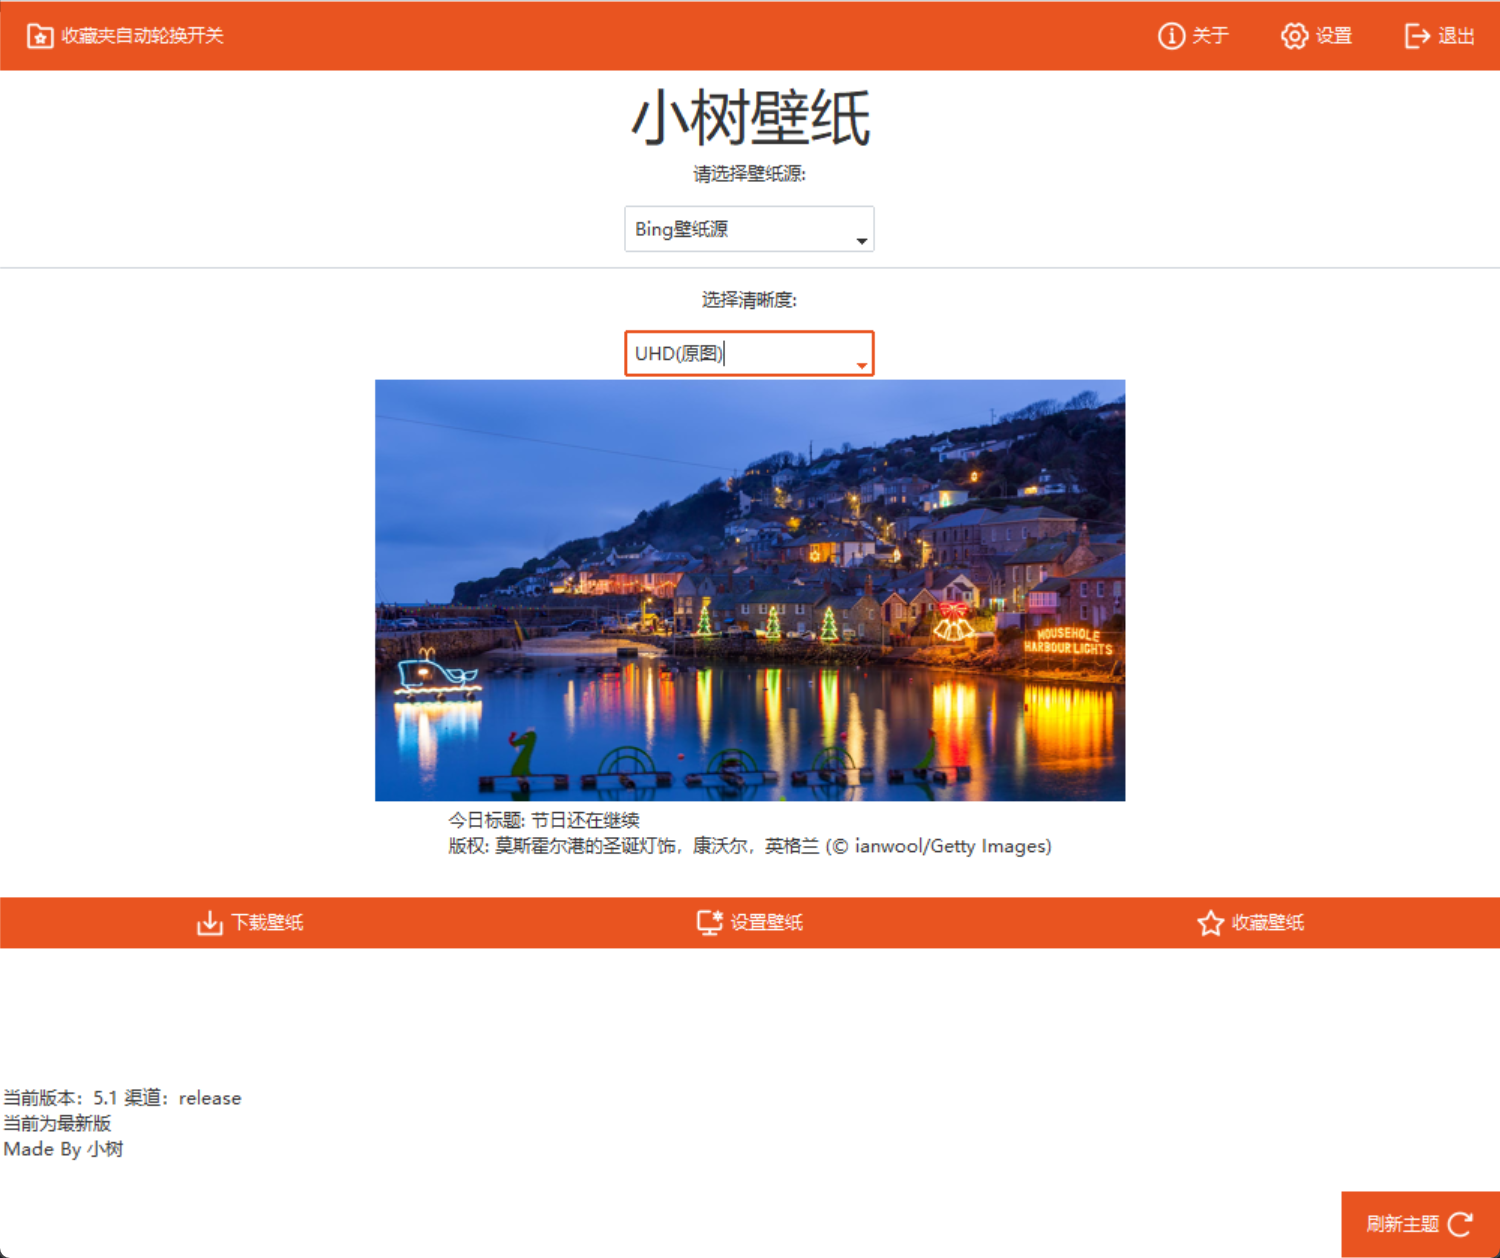 收藏夹自动轮换开关
关于
设置
退出
小树壁纸
请选择壁纸源:
Bing壁纸源
选择清晰度:
UHD(原图)
MOUSEHOLE
HARBOUR LIGHTS
今日标题: 节日还在继续
版权: 莫斯霍尔港的圣诞灯饰，康沃尔，英格兰 (© ianwool/Getty Images)
下载壁纸
设置壁纸
收藏壁纸
当前版本：5.1 渠道：release
当前为最新版
Made By 小树
刷新主题